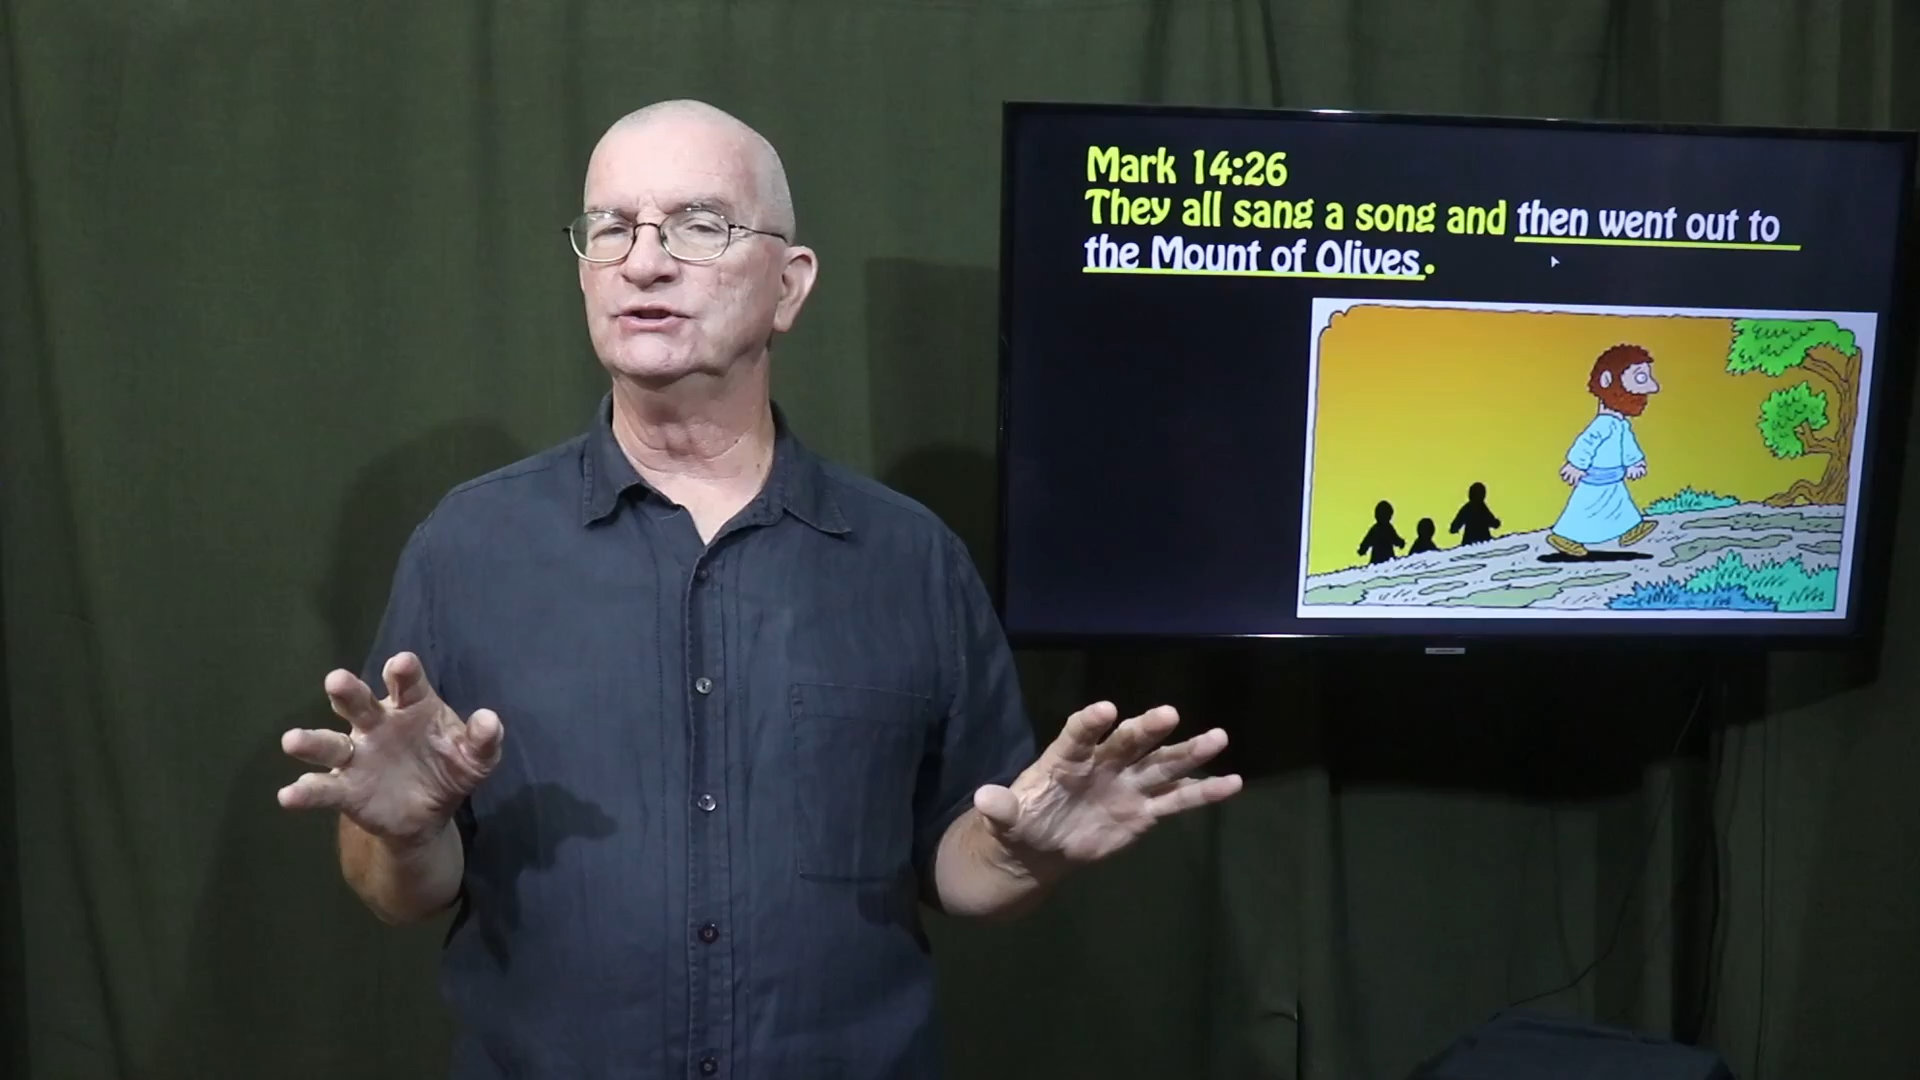 Mark 14:26
They all sang a song and then went out to
the Mount of Olives.